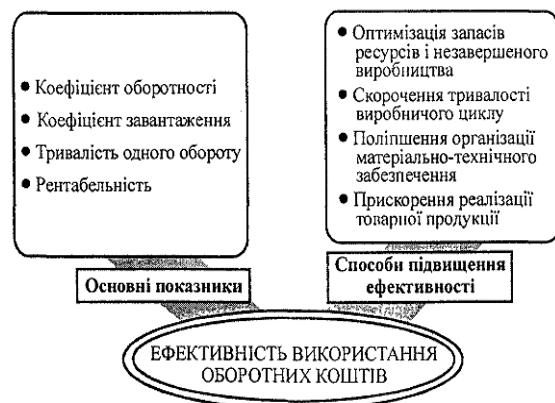 • Коефіцієнт оборотності
• Коефіцієнт завантаження
• Тривалість одного обороту
• Рентабельність
• Оптимізація запасів
ресурсів і незавершеного
виробництва
• Скорочення тривалості
виробничого циклу
• Поліпшення організації
матеріально-технічного
забезпечення
• Прискорення реалізації
товарної продукції
Основні показники
Способи підвищення
ефективності
ЕФЕКТИВНІСТЬ ВИКОРИСТАННЯ
ОБОРОТНИХ КОШТІВ